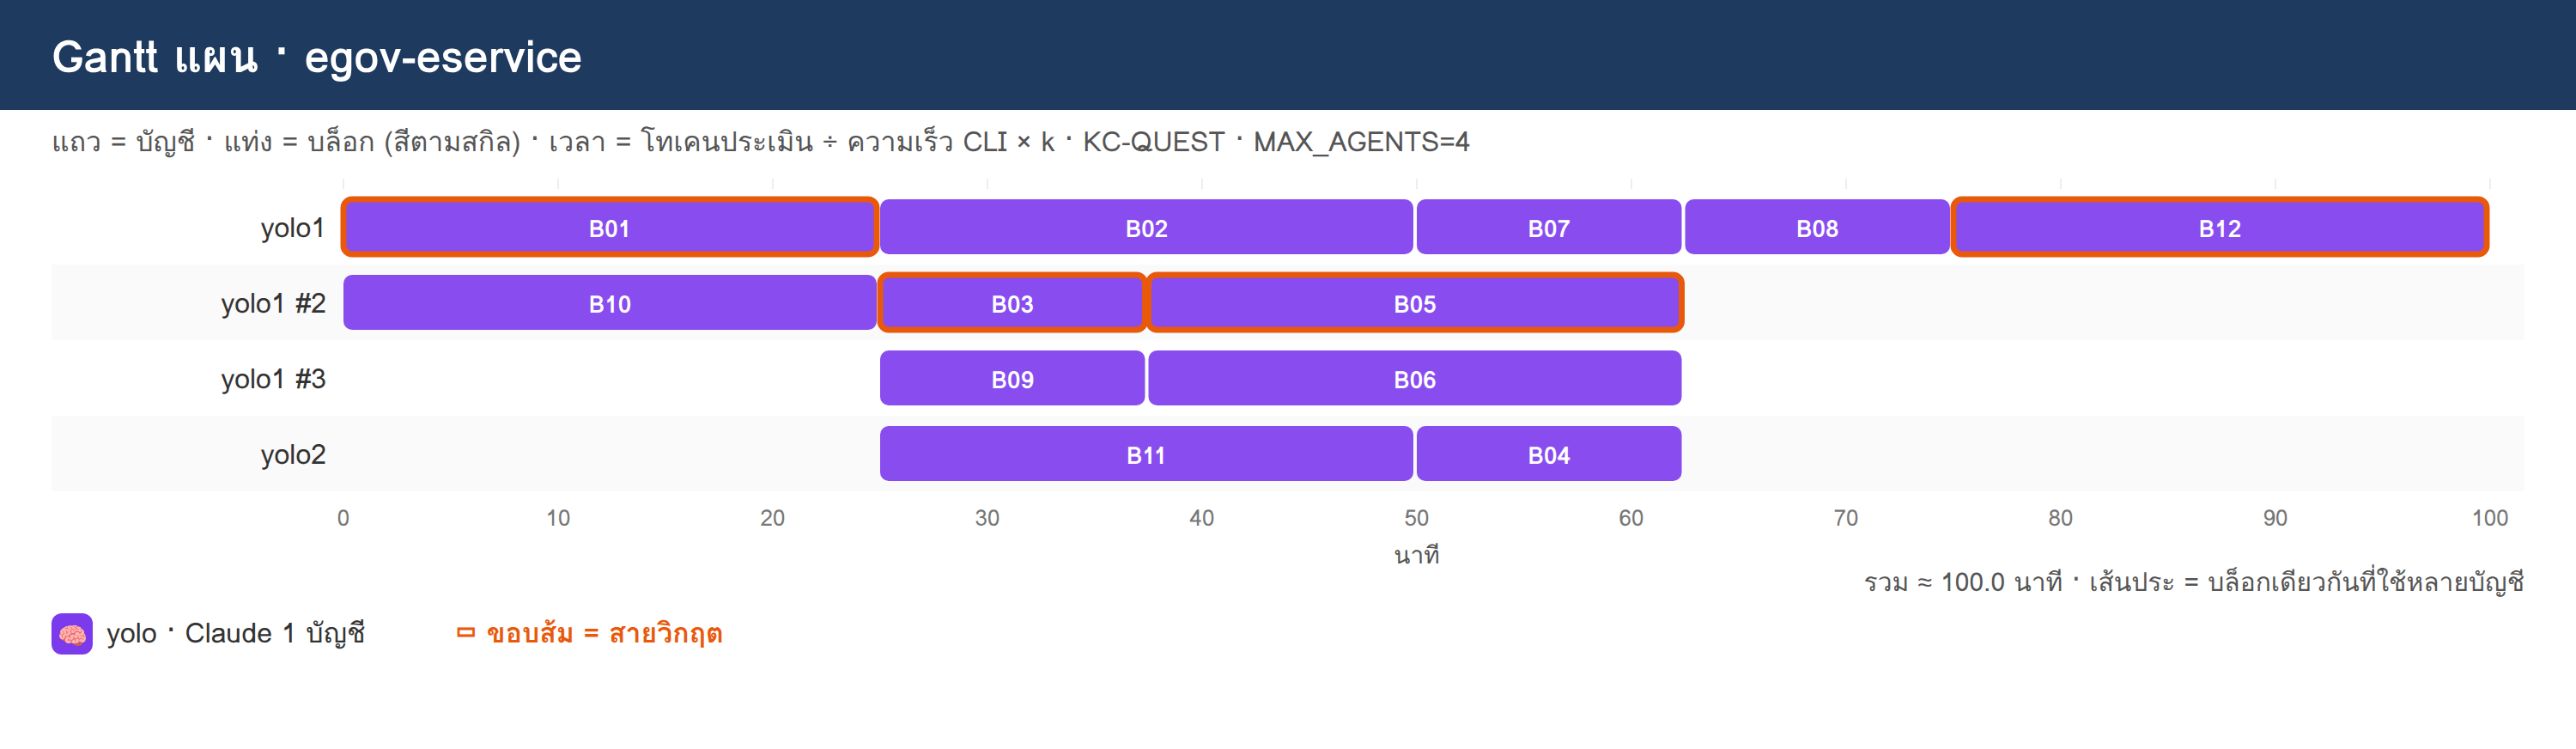 Gantt แผน · egov-eservice
แถว = บัญชี · แท่ง = บล็อก (สีตามสกิล) · เวลา = โทเคนประเมิน ÷ ความเร็ว CLI × k · KC-QUEST · MAX_AGENTS=4
yolo1 B01 B02 B07 B08 B12
yolo1 #2 B10 B03 B05
yolo1 #3 B09 B06
yolo2 B11 B04
0 10 20 30 40 50 60 70 80 90 100
นาที
รวม ≈ 100.0 นาที · เส้นประ = บล็อกเดียวกันที่ใช้หลายบัญชี
yolo · Claude 1 บัญชี ขอบส้ม = สายวิกฤต